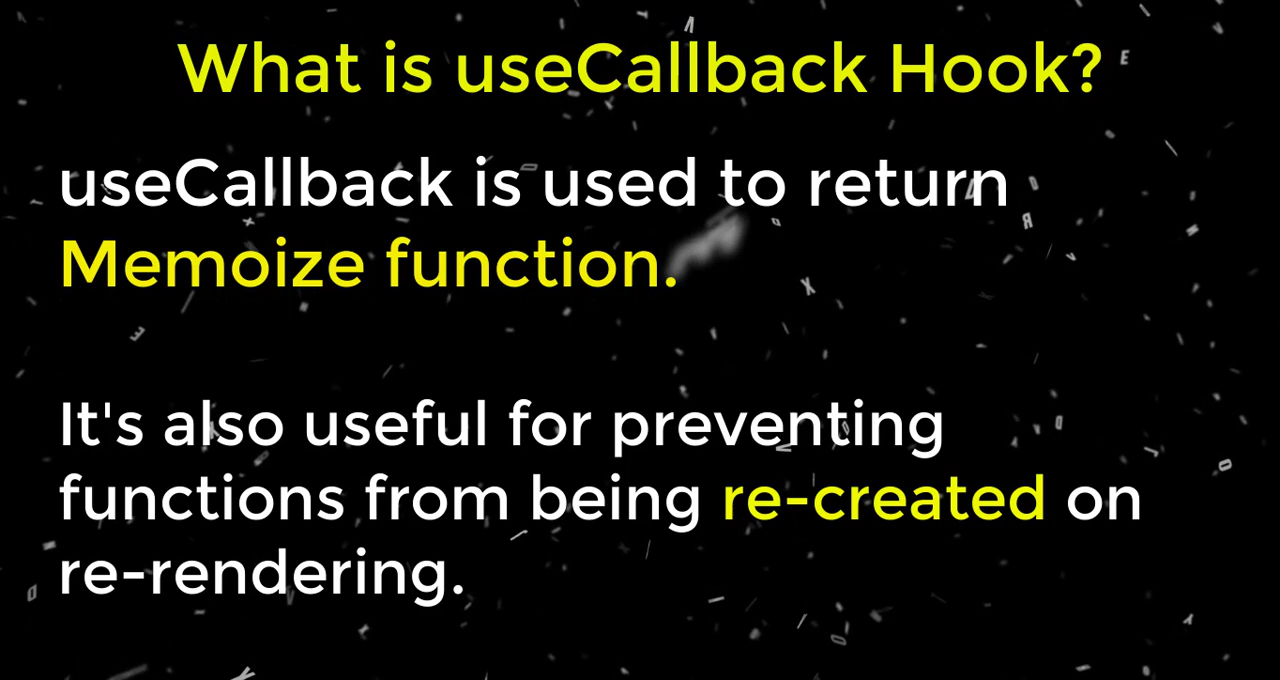 What is useCallback Hook?
useCallback is used to return
Memoize function.
It's also useful for preventing
functions from being re-created on
re-rendering.